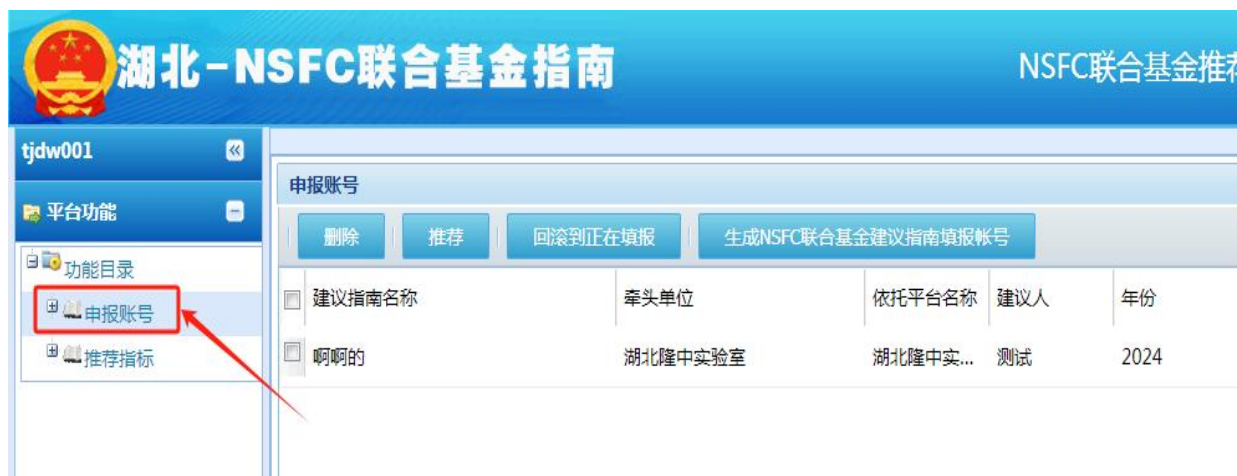 湖北-NSFC联合基金指南
NSFC联合基金推荐
tjdw001
平台功能
功能目录
申报账号
推荐指标
申报账号
删除 推荐 回滚到正在填报 生成NSFC联合基金建议指南填报帐号
建议指南名称 牵头单位 依托平台名称 建议人 年份
啊啊的 湖北隆中实验室 湖北隆中实... 测试 2024